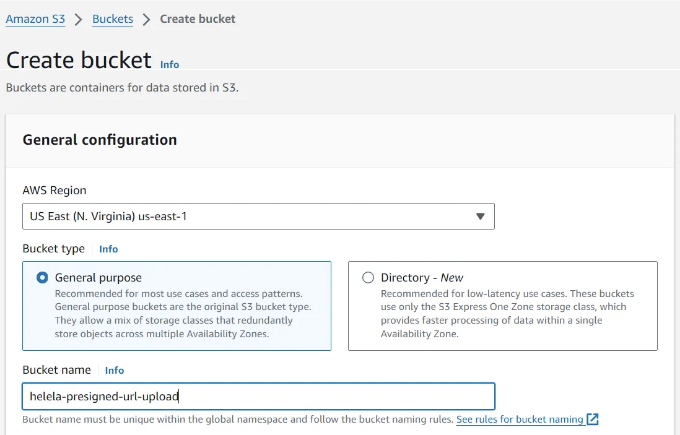 Amazon S3 > Buckets > Create bucket
Create bucket Info
Buckets are containers for data stored in S3.
General configuration
AWS Region
US East (N. Virginia) us-east-1
Bucket type Info
General purpose
Recommended for most use cases and access patterns.
General purpose buckets are the original S3 bucket type.
They allow a mix of storage classes that redundantly
store objects across multiple Availability Zones.
Directory - New
Recommended for low-latency use cases. These buckets
use only the S3 Express One Zone storage class, which
provides faster processing of data within a single
Availability Zone.
Bucket name Info
helela-presigned-url-upload
Bucket name must be unique within the global namespace and follow the bucket naming rules. See rules for bucket naming